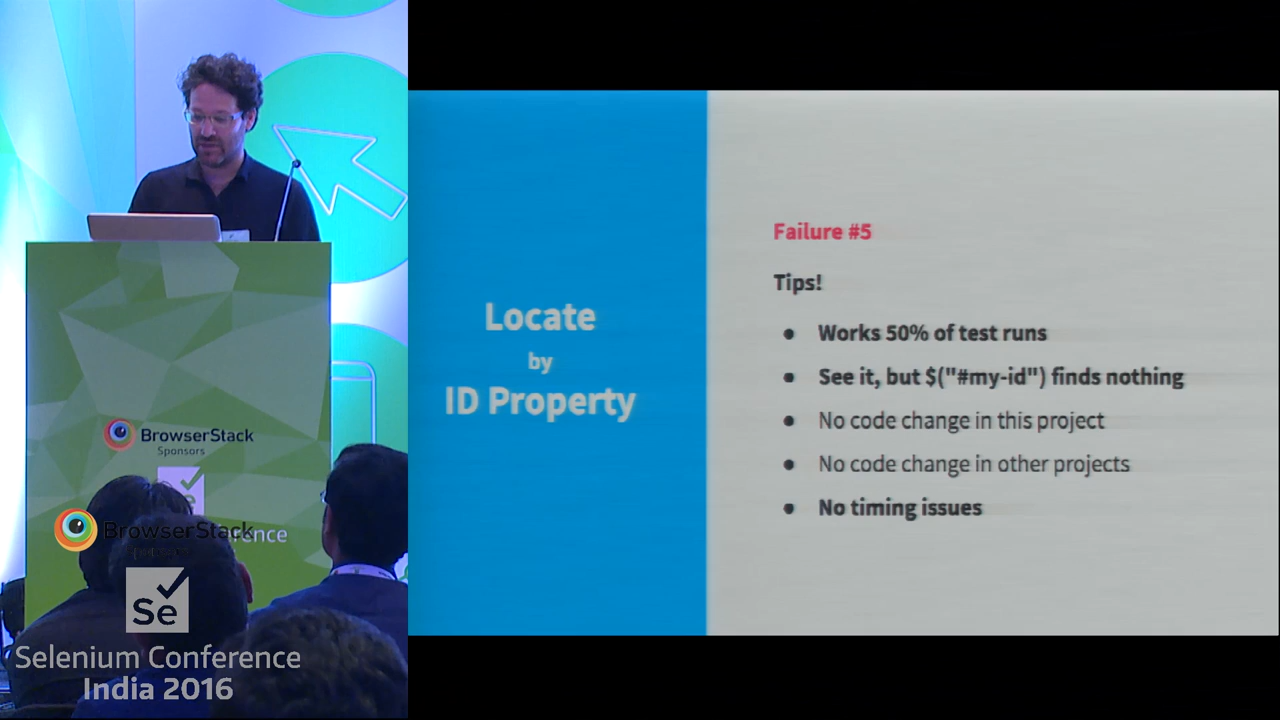 Locate
by
ID Property
Failure #5
Tips!
● Works 50% of test runs
● See it, but $("#my-id") finds nothing
● No code change in this project
● No code change in other projects
● No timing issues
BrowserStack
Sponsors
Se
rence
BrowserStack
Se
Selenium Conference
India 2016